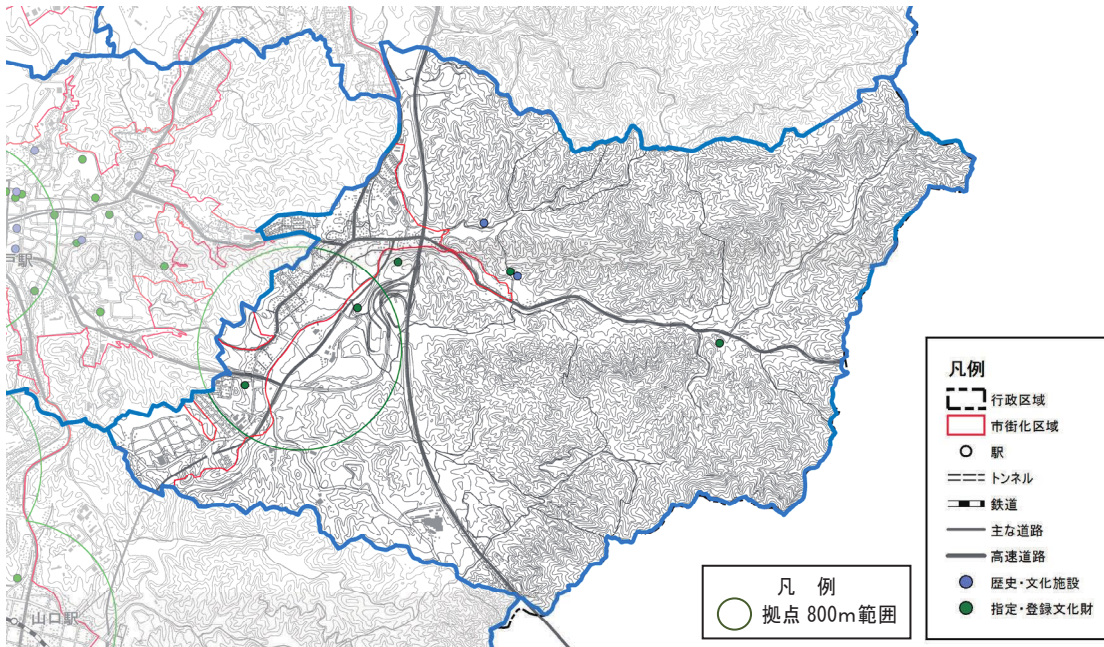 戸駅
山口駅
凡 例
拠点 800m範囲
凡例
行政区域
市街化区域
駅
トンネル
鉄道
主な道路
高速道路
歴史・文化施設
指定・登録文化財